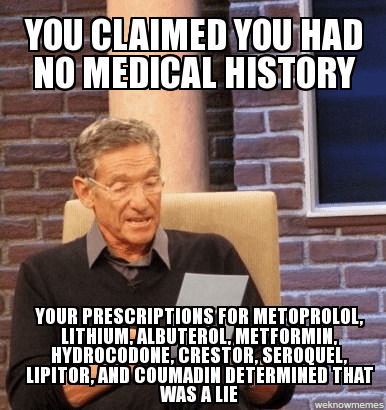 YOU CLAIMED YOU HAD
NO MEDICAL HISTORY
YOUR PRESCRIPTIONS FOR METOPROLOL,
LITHIUM, ALBUTEROL, METFORMIN,
HYDROCODONE, CRESTOR, SEROQUEL,
LIPITOR, AND COUMADIN DETERMINED THAT
WAS A LIE
weknowmemes